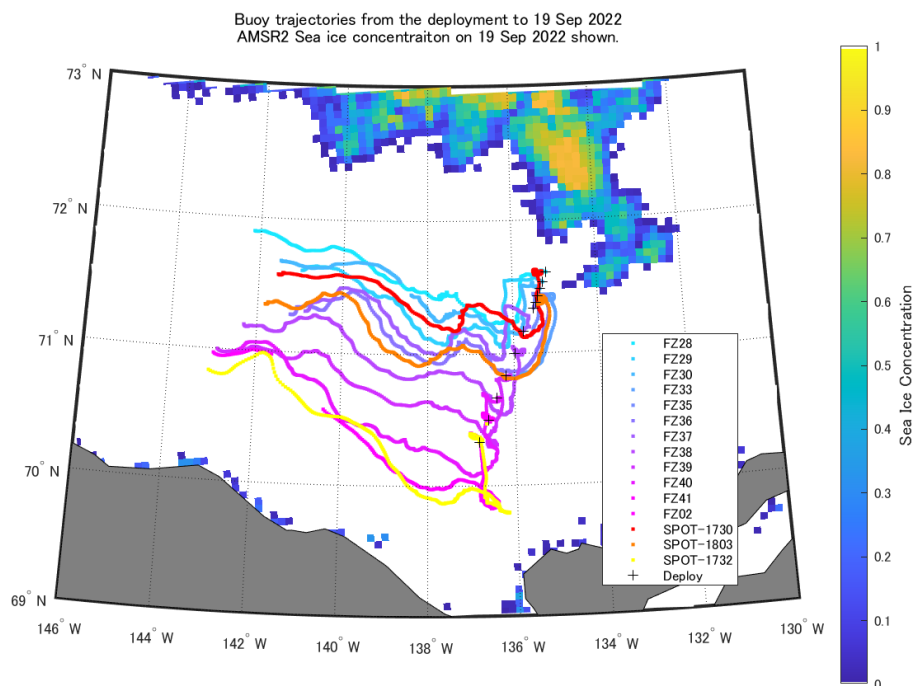 Buoy trajectories from the deployment to 19 Sep 2022
AMSR2 Sea ice concentraiton on 19 Sep 2022 shown.
73° N
72° N
71° N
70° N
69° N
146° W
144° W
142° W
140° W
138° W
136° W
134° W
132° W
130° W
FZ28
FZ29
FZ30
FZ33
FZ35
FZ36
FZ37
FZ38
FZ39
FZ40
FZ41
FZ02
SPOT-1730
SPOT-1803
SPOT-1732
Deploy
1
0.9
0.8
0.7
0.6
0.5
0.4
0.3
0.2
0.1
0
Sea Ice Concentration